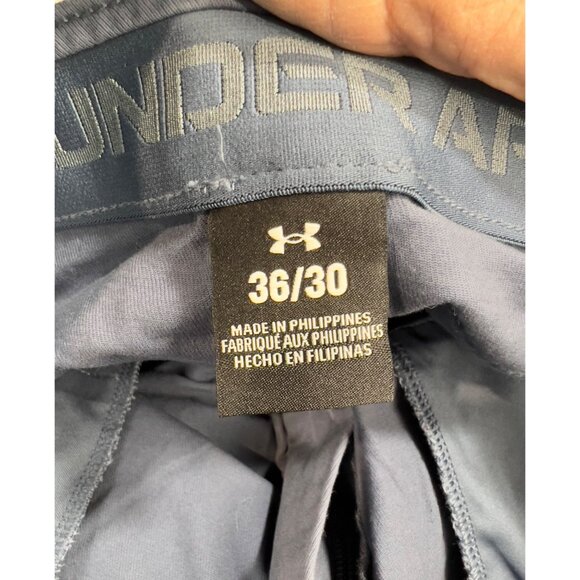 UNDER AR
36/30
MADE IN PHILIPPINES
FABRIQUÉ AUX PHILIPPINES
HECHO EN FILIPINAS